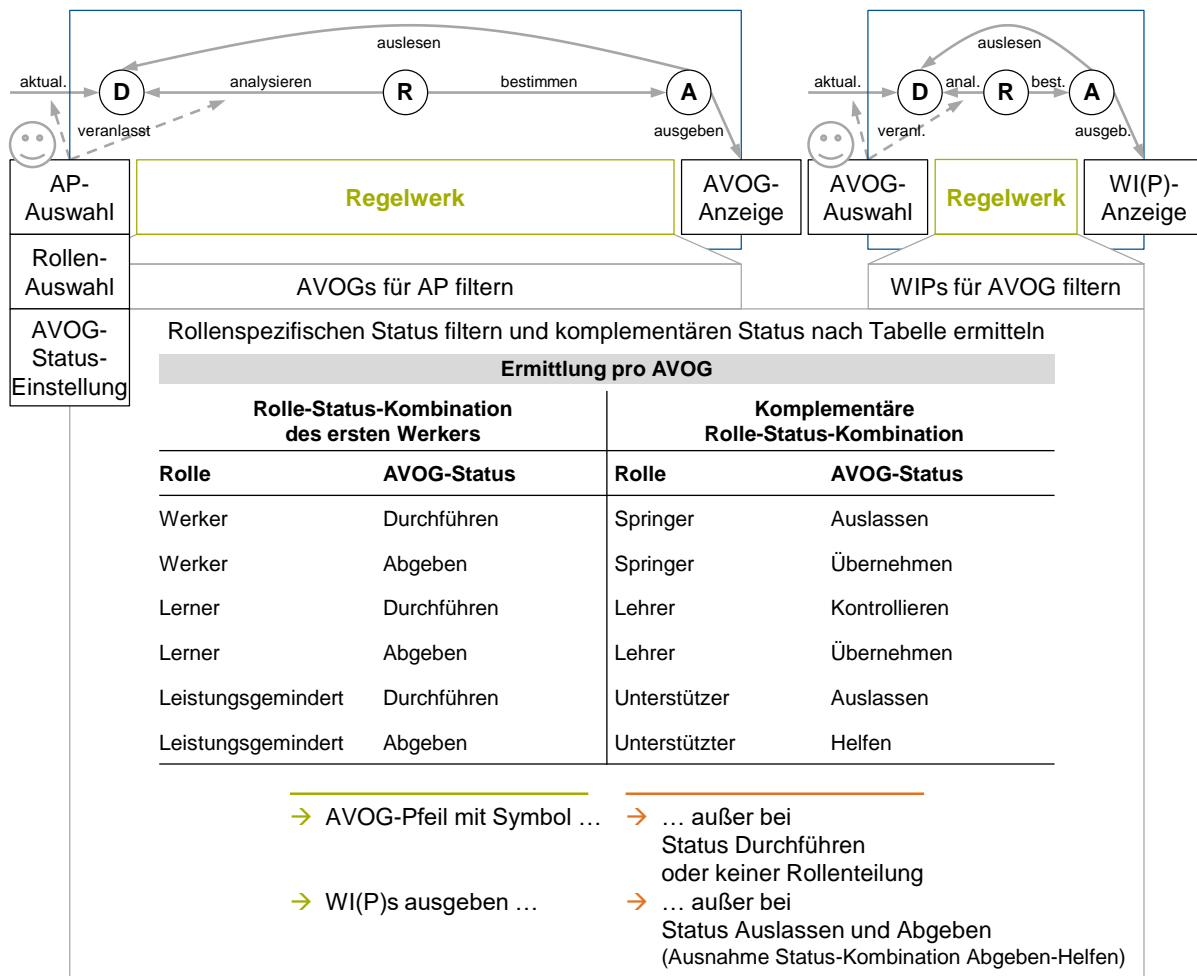 auslesen
aktual.
D
analysieren
R
bestimmen
A
veranlasst
ausgeben
auslesen
aktual.
D
anal.
R
best.
A
veranl.
ausgeb.
AP-
Auswahl
Regelwerk
AVOG-
Anzeige
AVOG-
Auswahl
Regelwerk
WI(P)-
Anzeige
Rollen-
Auswahl
AVOGs für AP filtern
WIPs für AVOG filtern
AVOG-
Status-
Einstellung
Rollenspezifischen Status filtern und komplementären Status nach Tabelle ermitteln
Ermittlung pro AVOG
Rolle-Status-Kombination
des ersten Werkers
Komplementäre
Rolle-Status-Kombination
Rolle AVOG-Status Rolle AVOG-Status
Werker Durchführen Springer Auslassen
Werker Abgeben Springer Übernehmen
Lerner Durchführen Lehrer Kontrollieren
Lerner Abgeben Lehrer Übernehmen
Leistungsgemindert Durchführen Unterstützer Auslassen
Leistungsgemindert Abgeben Unterstützter Helfen
→ AVOG-Pfeil mit Symbol …
→ … außer bei
Status Durchführen
oder keiner Rollenteilung
→ WI(P)s ausgeben …
→ … außer bei
Status Auslassen und Abgeben
(Ausnahme Status-Kombination Abgeben-Helfen)